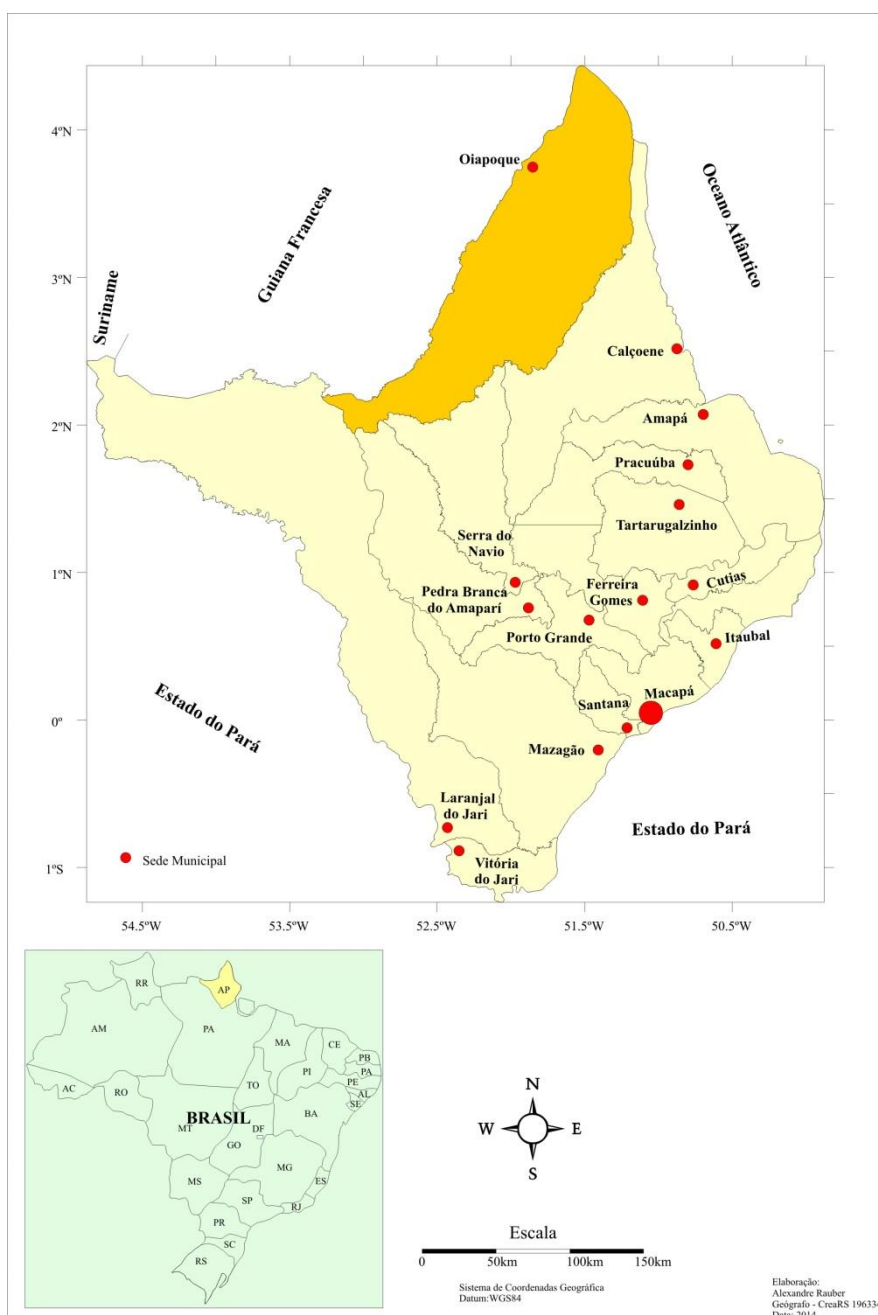 4ºN
3ºN
2ºN
1ºN
0º
1ºS
Oiapoque
Guiana Francesa
Oceano Atlântico
Suriname
Calçoene
Amapá
Pracuúba
Tartarugalzinho
Serra do
Navio
Cutias
Ferreira
Gomes
Pedra Branca
do Amaparí
Porto Grande
Itaubal
Santana
Macapá
Mazagão
Estado do Pará
Laranjal
do Jari
Estado do Pará
Sede Municipal
Vitória
do Jari
54.5ºW
53.5ºW
52.5ºW
51.5ºW
50.5ºW
RR
AP
AM
PA
MA
CE
PB
PA
PI
PE
AL
SE
AC
RO
TO
BA
BRASIL
MT
DF
GO
MG
ES
MS
SP
RJ
PR
SC
RS
N
W
E
S
Escala
0
50km
100km
150km
Sistema de Coordenadas Geográfica
Datum:WGS84
Elaboração:
Alexandre Rauber
Geógrafo - CreaRS 19633
Data: 2014